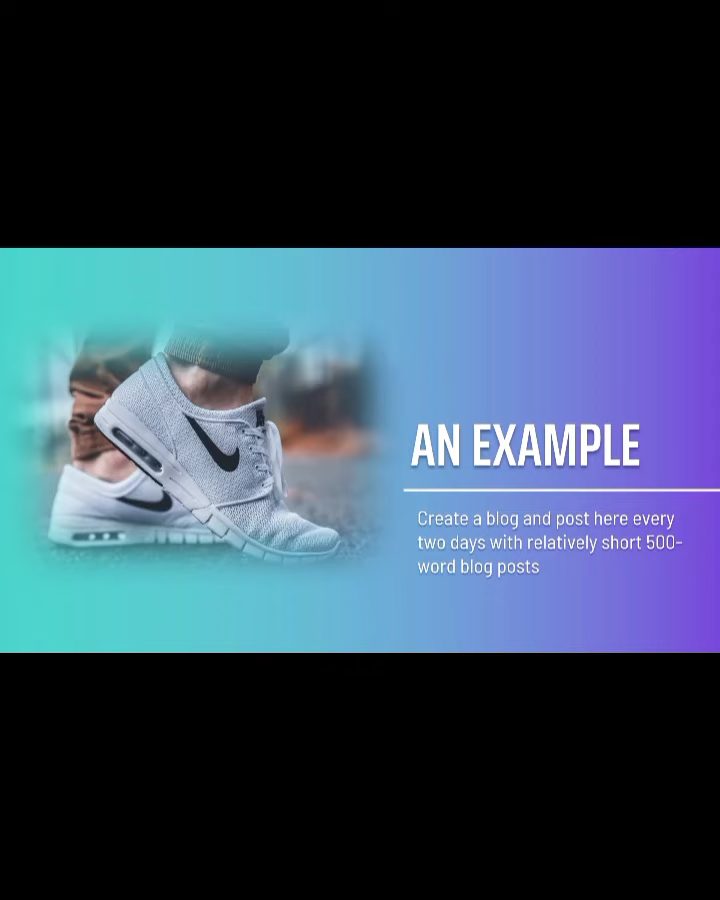 AN EXAMPLE
Create a blog and post here every
two days with relatively short 500-
word blog posts